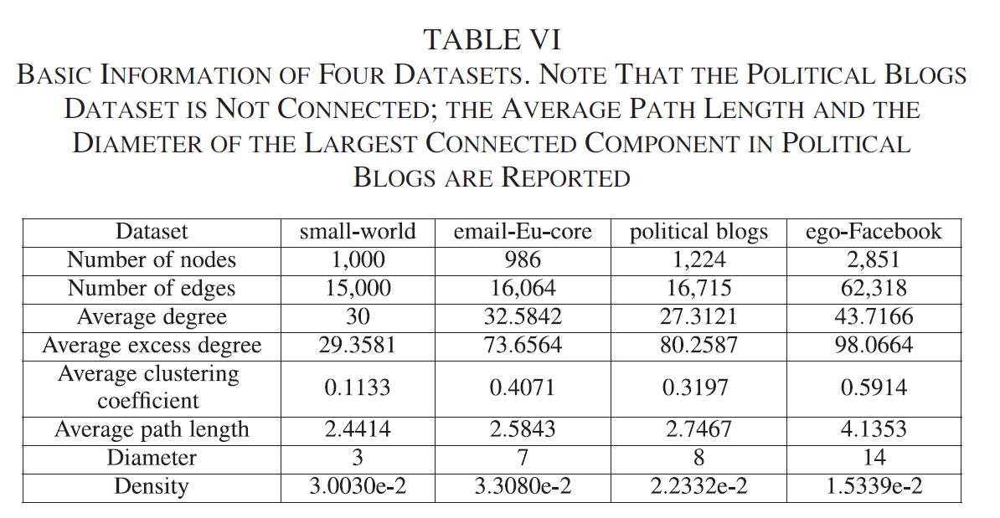 TABLE VI
BASIC INFORMATION OF FOUR DATASETS. NOTE THAT THE POLITICAL BLOGS
DATASET IS NOT CONNECTED; THE AVERAGE PATH LENGTH AND THE
DIAMETER OF THE LARGEST CONNECTED COMPONENT IN POLITICAL
BLOGS ARE REPORTED
Dataset small-world email-Eu-core political blogs ego-Facebook
Number of nodes 1,000 986 1,224 2,851
Number of edges 15,000 16,064 16,715 62,318
Average degree 30 32.5842 27.3121 43.7166
Average excess degree 29.3581 73.6564 80.2587 98.0664
Average clustering
coefficient 0.1133 0.4071 0.3197 0.5914
Average path length 2.4414 2.5843 2.7467 4.1353
Diameter 3 7 8 14
Density 3.0030e-2 3.3080e-2 2.2332e-2 1.5339e-2